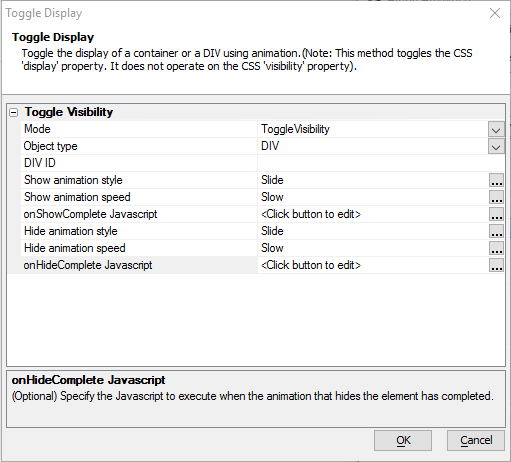 Toggle Display
Toggle Display
Toggle the display of a container or a DIV using animation.(Note: This method toggles the CSS
'display' property. It does not operate on the CSS 'visibility' property).
Toggle Visibility
Mode ToggleVisibility
Object type DIV
DIV ID
Show animation style Slide ...
Show animation speed Slow ...
onShowComplete Javascript <Click button to edit> ...
Hide animation style Slide ...
Hide animation speed Slow ...
onHideComplete Javascript <Click button to edit> ...
onHideComplete Javascript
(Optional) Specify the Javascript to execute when the animation that hides the element has completed.
OK Cancel